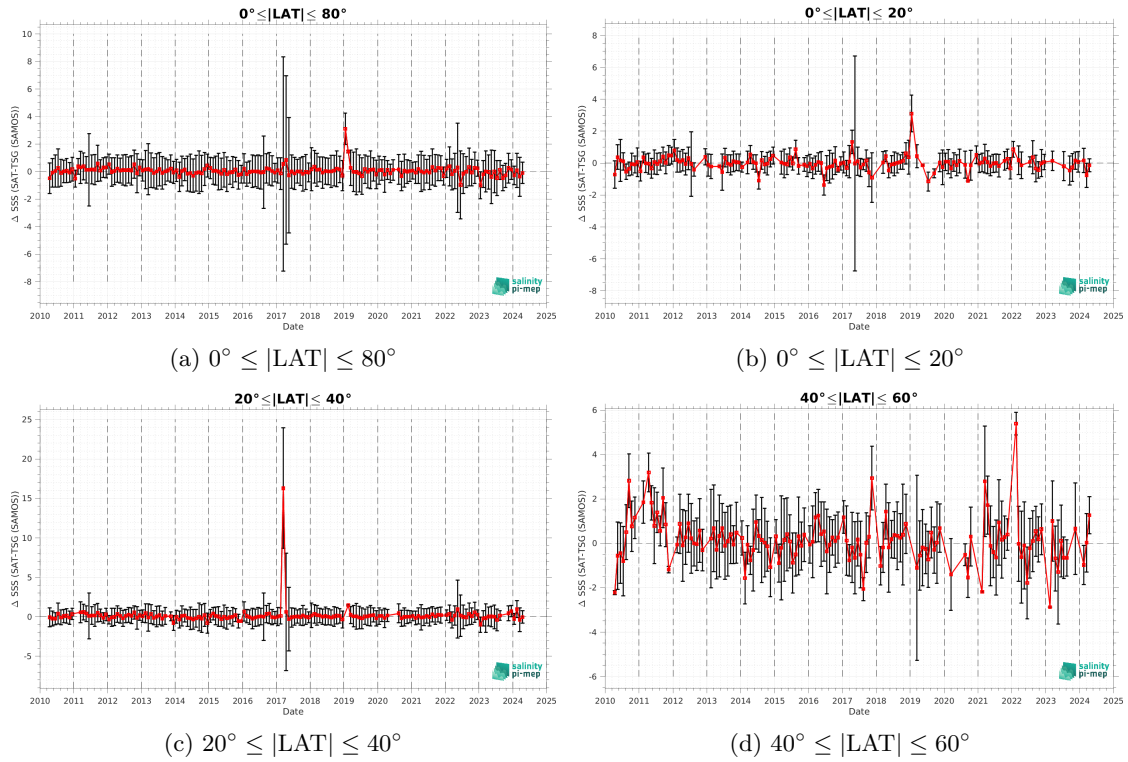 0°≤|LAT|≤ 80°
Δ SSS (SAT-TSG (SAMOS))
10
8
6
4
2
0
-2
-4
-6
-8
2010 2011 2012 2013 2014 2015 2016 2017 2018 2019 2020 2021 2022 2023 2024 2025
Date
salinity
pi-mep
(a) 0° ≤ |LAT| ≤ 80°
0°≤|LAT|≤ 20°
Δ SSS (SAT-TSG (SAMOS))
8
6
4
2
0
-2
-4
-6
-8
2010 2011 2012 2013 2014 2015 2016 2017 2018 2019 2020 2021 2022 2023 2024 2025
Date
salinity
pi-mep
(b) 0° ≤ |LAT| ≤ 20°
20°≤|LAT|≤ 40°
Δ SSS (SAT-TSG (SAMOS))
25
20
15
10
5
0
-5
2010 2011 2012 2013 2014 2015 2016 2017 2018 2019 2020 2021 2022 2023 2024 2025
Date
salinity
pi-mep
(c) 20° ≤ |LAT| ≤ 40°
40°≤|LAT|≤ 60°
Δ SSS (SAT-TSG (SAMOS))
6
4
2
0
-2
-4
-6
2010 2011 2012 2013 2014 2015 2016 2017 2018 2019 2020 2021 2022 2023 2024 2025
Date
salinity
pi-mep
(d) 40° ≤ |LAT| ≤ 60°